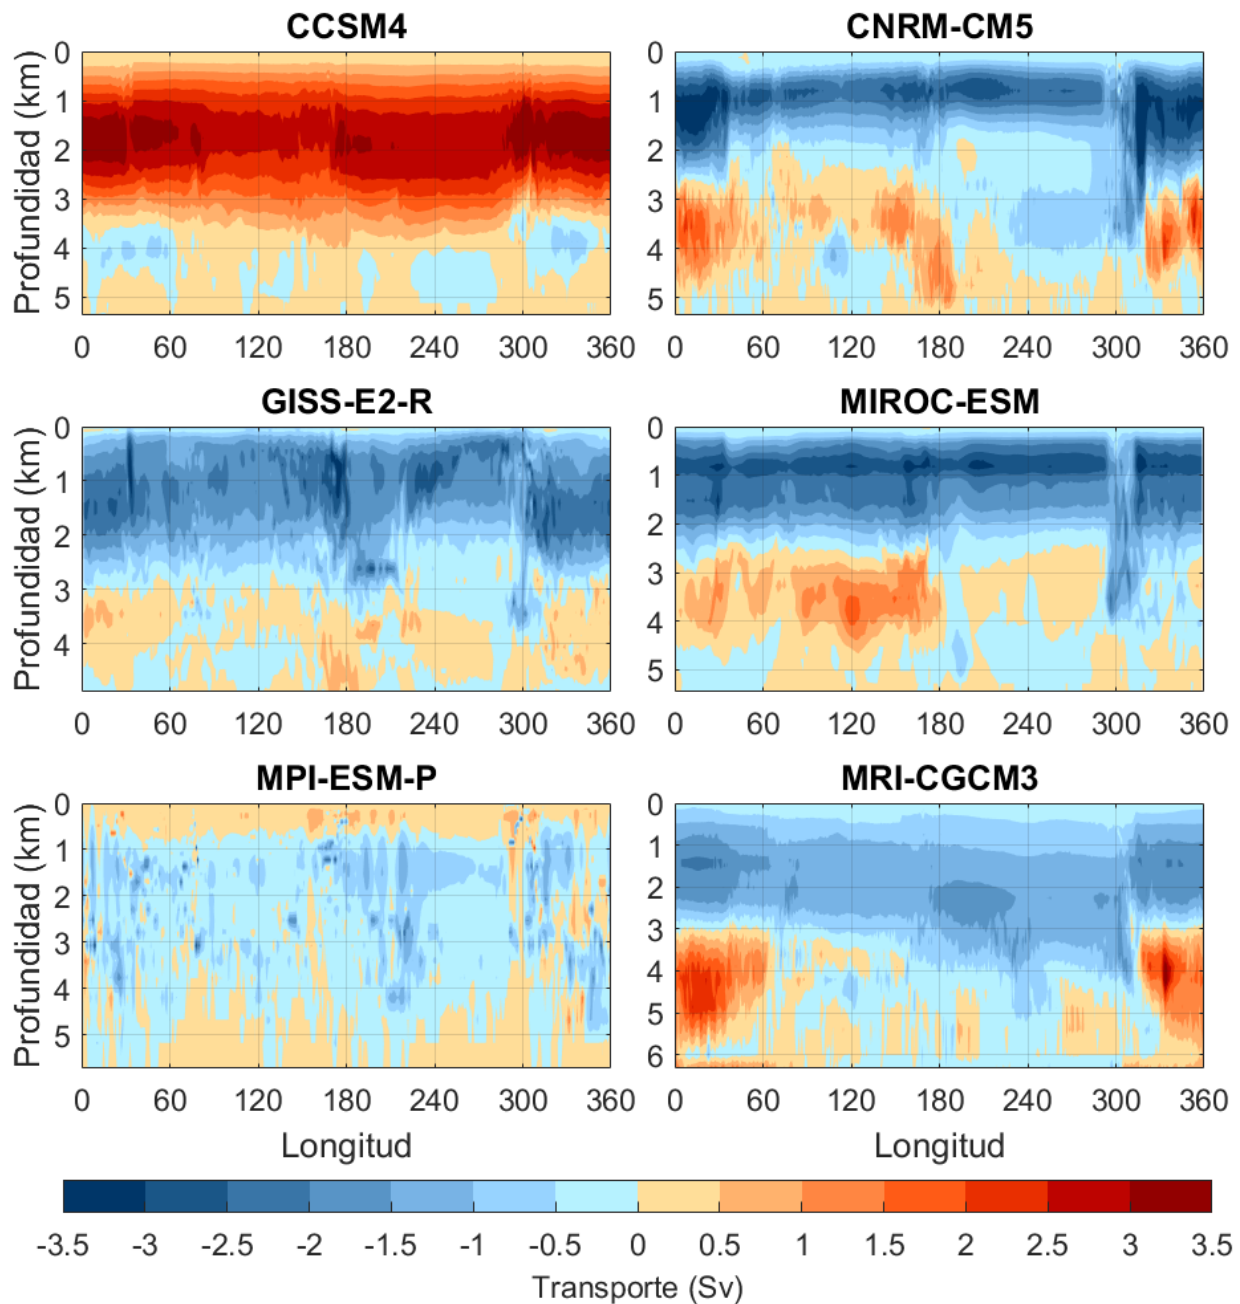 CCSM4 CNRM-CM5
Profundidad (km)
0 0
1 1
2 2
3 3
4 4
5 5
0 60 120 180 240 300 360 0 60 120 180 240 300 360
GISS-E2-R MIROC-ESM
Profundidad (km)
0 0
1 1
2 2
3 3
4 4
5
0 60 120 180 240 300 360 0 60 120 180 240 300 360
MPI-ESM-P MRI-CGCM3
Profundidad (km)
0 0
1 1
2 2
3 3
4 4
5 5
6
0 60 120 180 240 300 360 0 60 120 180 240 300 360
Longitud Longitud
-3.5 -3 -2.5 -2 -1.5 -1 -0.5 0 0.5 1 1.5 2 2.5 3 3.5
Transporte (Sv)